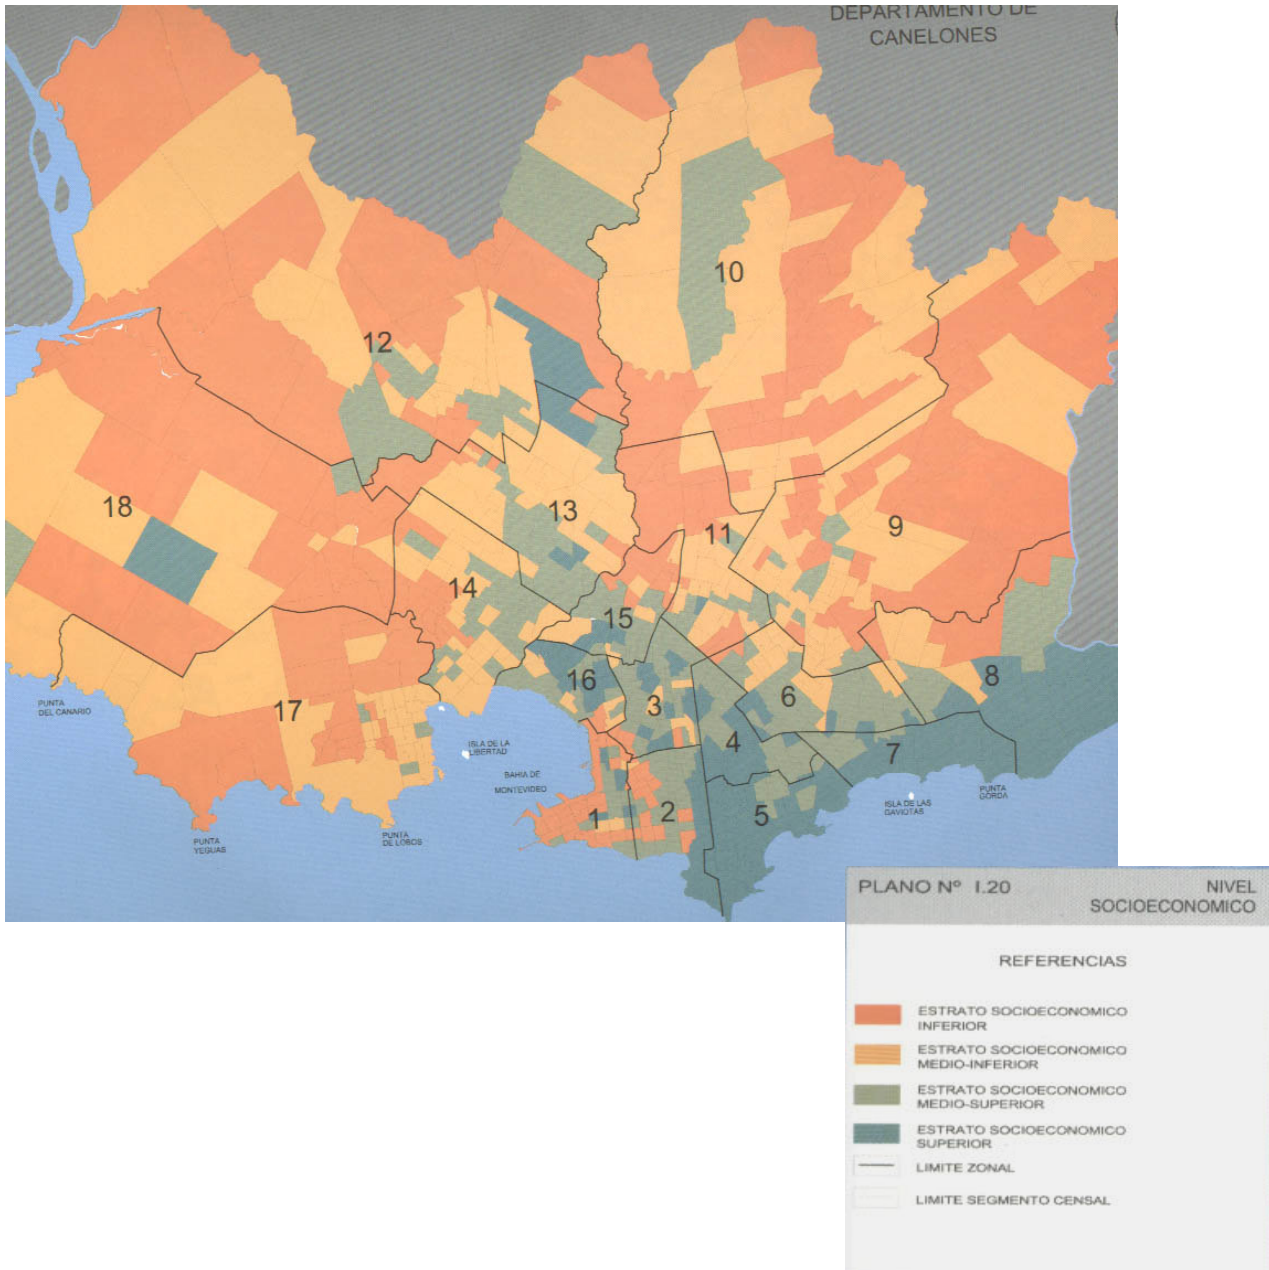 DEPARTAMENTO DE
CANELONES
10
12
18
13
11
9
14
15
16
3
6
8
17
4
7
1
2
5
PUNTA
DEL CANARIO
ISLA DE LA
LIBERTAD
BAHIA DE
MONTEVIDEO
PUNTA
YEGUAS
PUNTA
DE LOBOS
ISLA DE LAS
GAVIOTAS
PUNTA
GORDA
PLANO Nº I.20
NIVEL
SOCIOECONOMICO
REFERENCIAS
ESTRATO SOCIOECONOMICO
INFERIOR
ESTRATO SOCIOECONOMICO
MEDIO-INFERIOR
ESTRATO SOCIOECONOMICO
MEDIO-SUPERIOR
ESTRATO SOCIOECONOMICO
SUPERIOR
LIMITE ZONAL
LIMITE SEGMENTO CENSAL